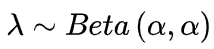 λ ∼ Beta (α, α)